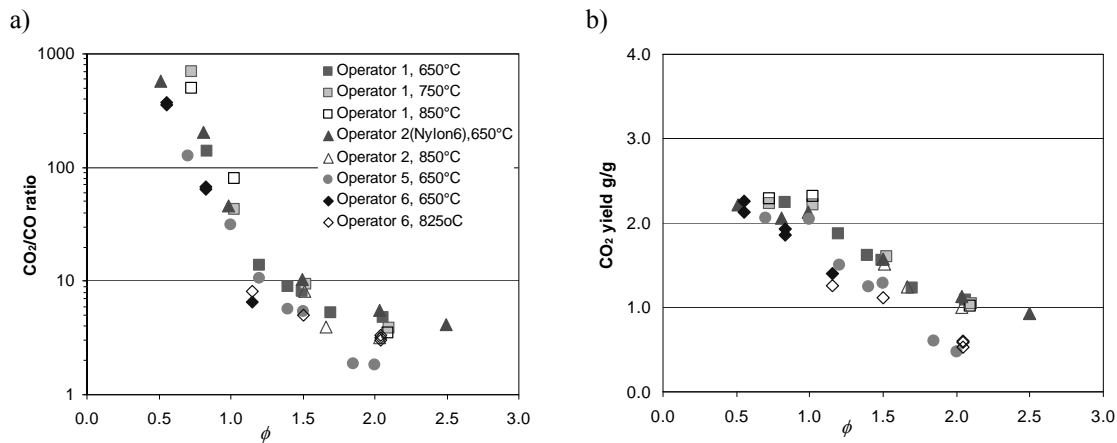 a)
CO₂/CO ratio
1000
100
10
1
0.0 0.5 1.0 1.5 2.0 2.5 3.0
ϕ
Operator 1, 650°C
Operator 1, 750°C
Operator 1, 850°C
Operator 2(Nylon6),650°C
Operator 2, 850°C
Operator 5, 650°C
Operator 6, 650°C
Operator 6, 825oC
b)
CO₂ yield g/g
4.0
3.0
2.0
1.0
0.0
0.0 0.5 1.0 1.5 2.0 2.5 3.0
ϕ